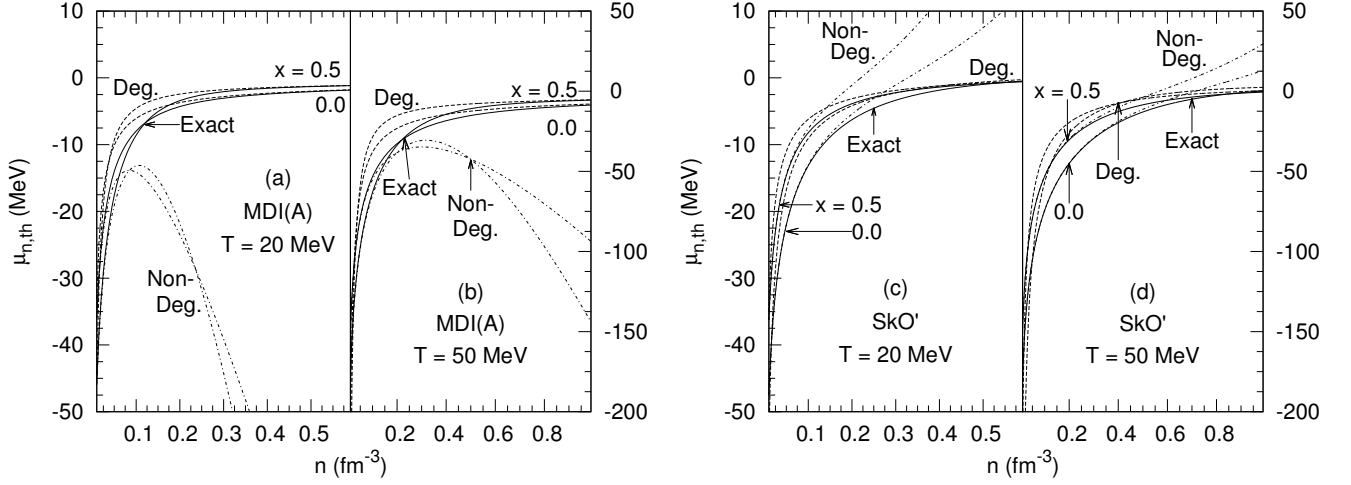 10
0
-10
-20
-30
-40
-50
μn,th (MeV)
Deg.
x = 0.5
0.0
Exact
(a)
MDI(A)
T = 20 MeV
Non-
Deg.
0.1 0.2 0.3 0.4 0.5
Deg.
x = 0.5
0.0
Exact
Non-
Deg.
(b)
MDI(A)
T = 50 MeV
0.2 0.4 0.6 0.8
50
0
-50
-100
-150
-200
n (fm-3)
10
0
-10
-20
-30
-40
-50
μn,th (MeV)
Non-
Deg.
Deg.
Exact
x = 0.5
0.0
(c)
SkO'
T = 20 MeV
0.1 0.2 0.3 0.4 0.5
Non-
Deg.
x = 0.5
Exact
Deg.
0.0
(d)
SkO'
T = 50 MeV
0.2 0.4 0.6 0.8
50
0
-50
-100
-150
-200
n (fm-3)